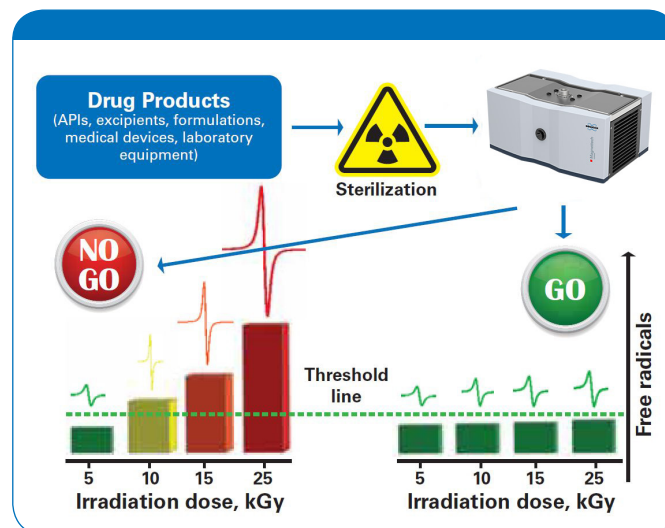 Drug Products
(APIs, excipients, formulations,
medical devices, laboratory
equipment)
Sterilization
NO
GO
GO
Threshold
line
Free radicals
5 10 15 25
Irradiation dose, kGy
5 10 15 25
Irradiation dose, kGy